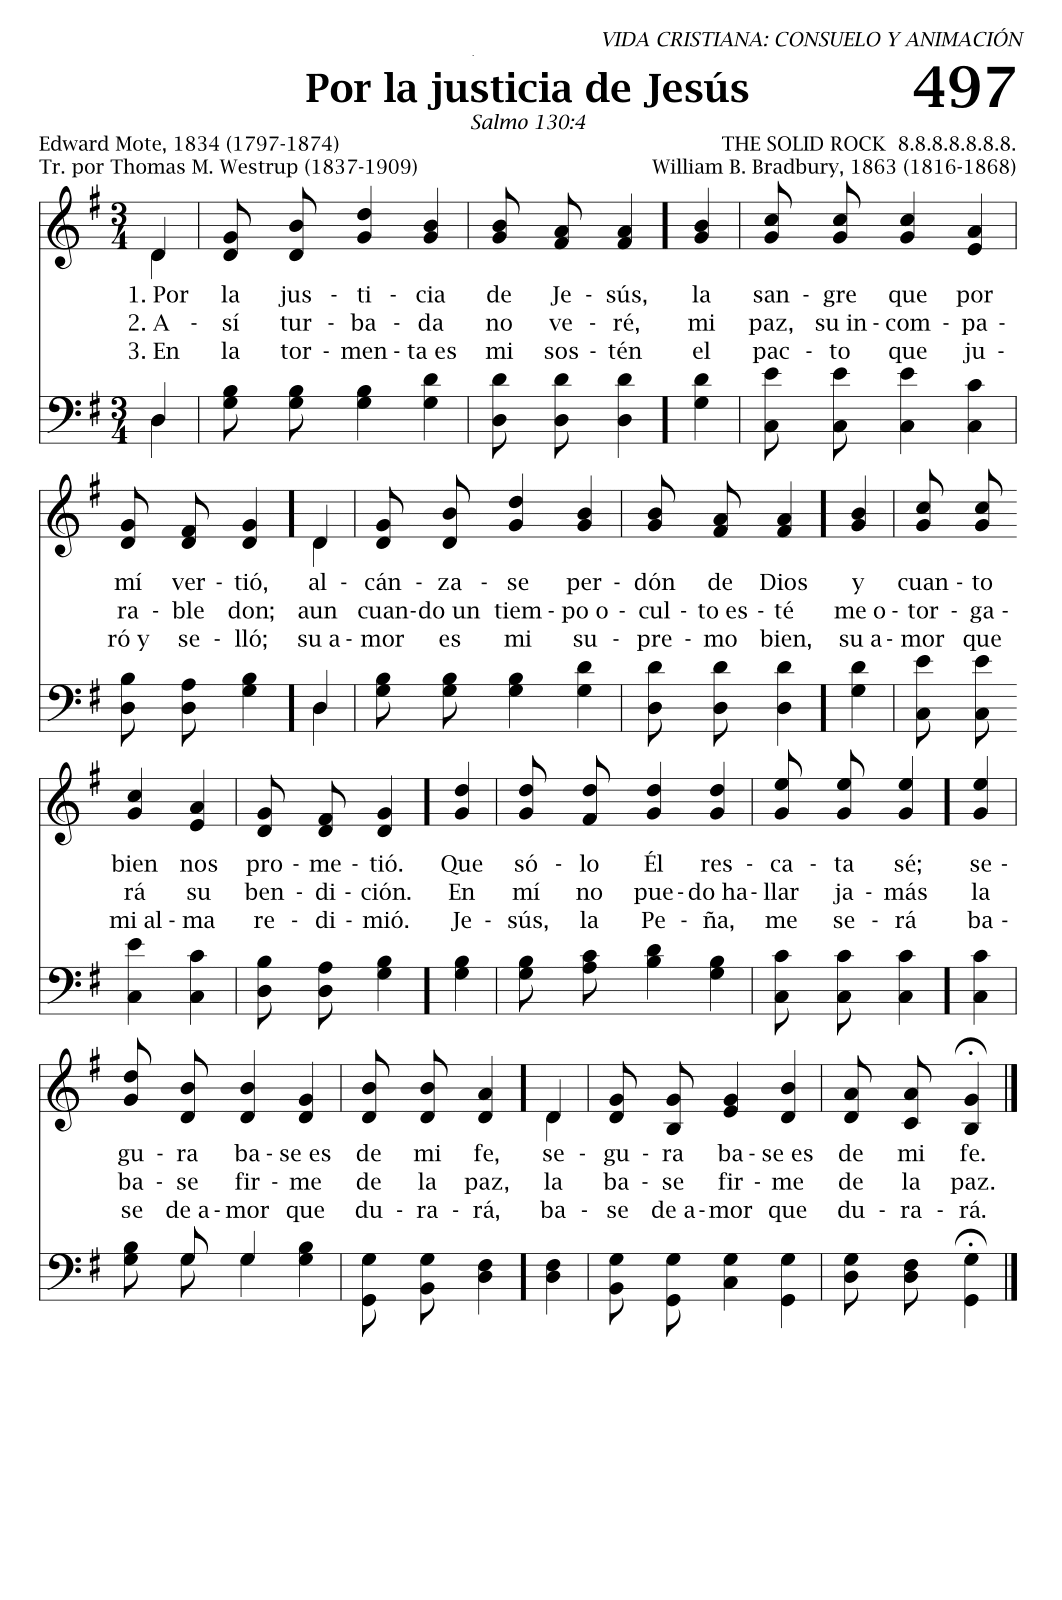 VIDA CRISTIANA: CONSUELO Y ANIMACIÓN
Por la justicia de Jesús 497
Salmo 130:4
Edward Mote, 1834 (1797-1874) THE SOLID ROCK 8.8.8.8.8.8.8.
Tr. por Thomas M. Westrup (1837-1909) William B. Bradbury, 1863 (1816-1868)
3 4
1. Por la jus - ti - cia de Je - sús, la san - gre que por
2. A - sí tur - ba - da no ve - ré, mi paz, su in - com - pa -
3. En la tor - men - ta es mi sos - tén el pac - to que ju -
3 4
mí ver - tió, al - cán - za - se per - dón de Dios y cuan - to
ra - ble don; aun cuan - do un tiem - po o - cul - to es - té me o - tor - ga -
ró y se - lló; su a - mor es mi su - pre - mo bien, su a - mor que
bien nos pro - me - tió. Que só - lo Él res - ca - ta sé; se -
rá su ben - di - ción. En mí no pue - do ha - llar ja - más la
mi al - ma re - di - mió. Je - sús, la Pe - ña, me se - rá ba -
gu - ra ba - se es de mi fe, se - gu - ra ba - se es de mi fe.
ba - se fir - me de la paz, la ba - se fir - me de la paz.
se de a - mor que du - ra - rá, ba - se de a - mor que du - ra - rá.